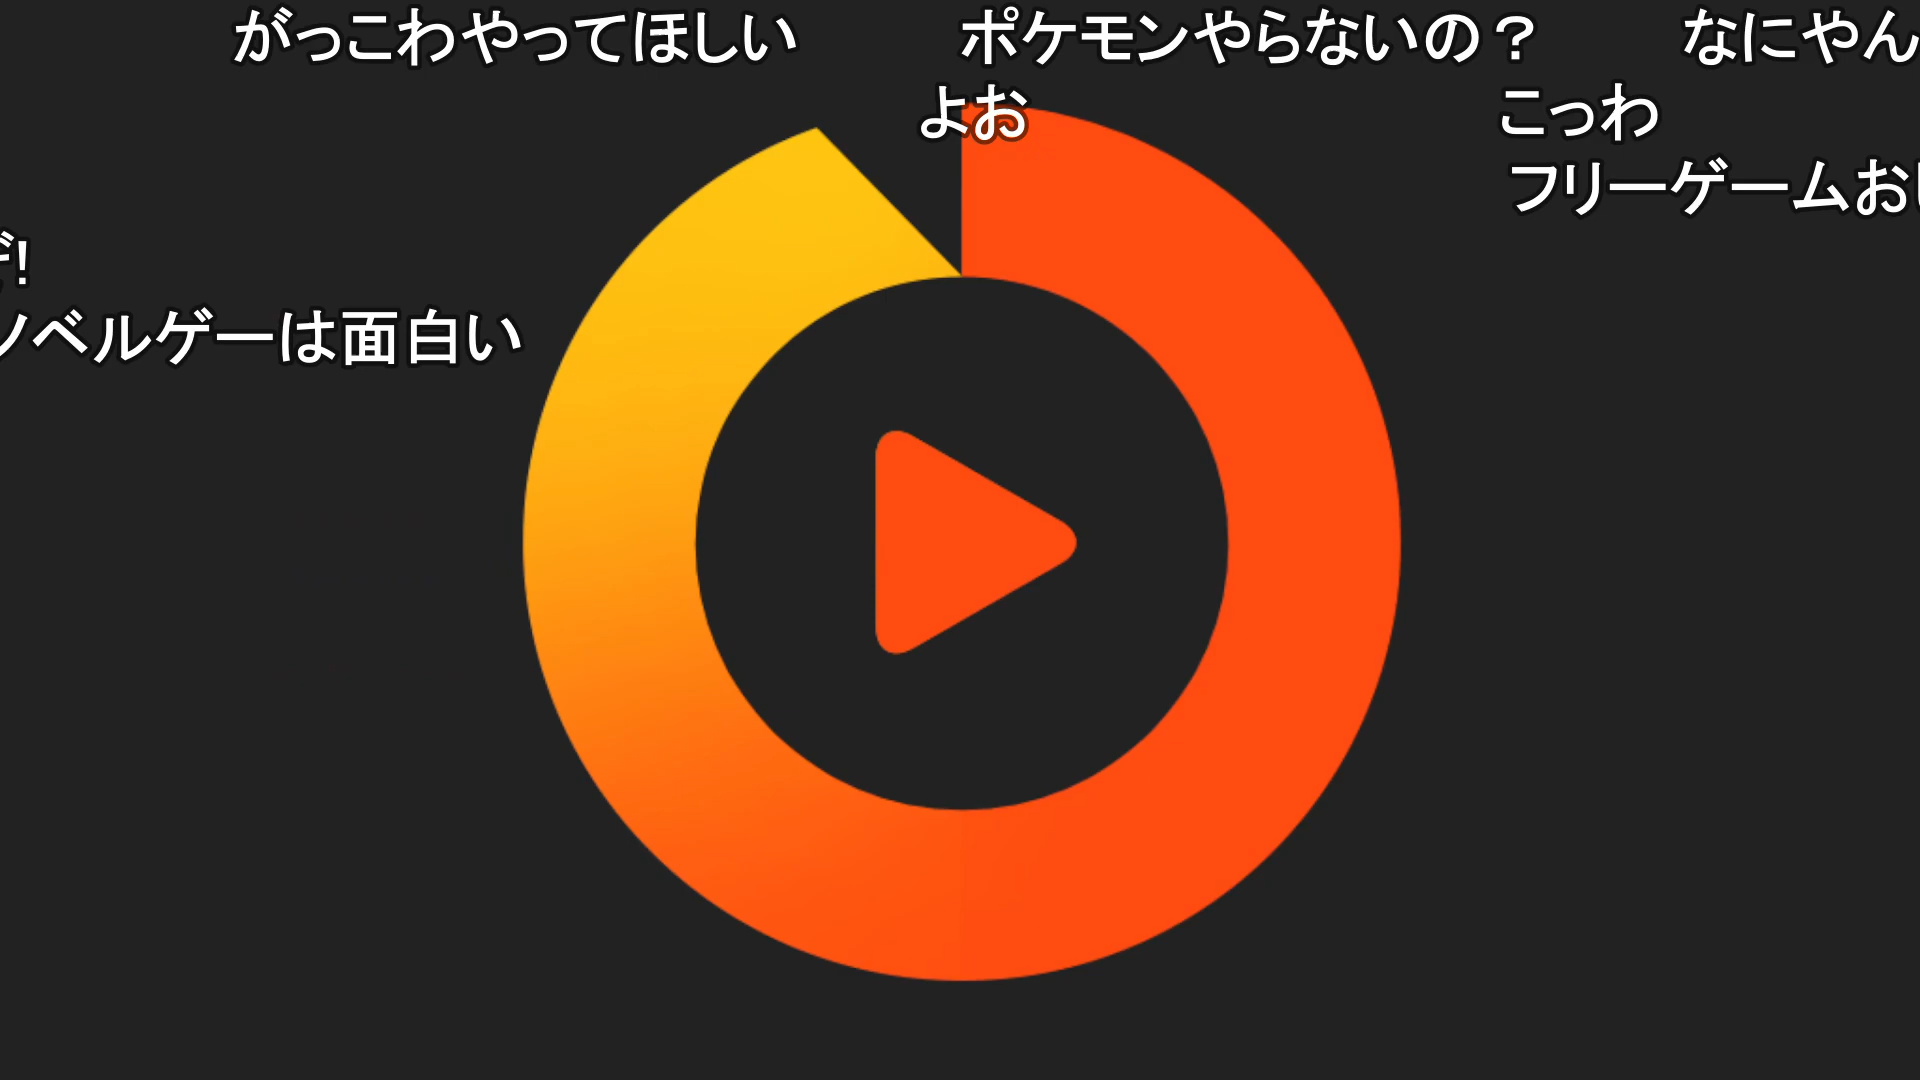 がっこわやってほしい
ポケモンやらないの？
なにやん
よお
こっわ
フリーゲームお
ぞ!
ノベルゲーは面白い